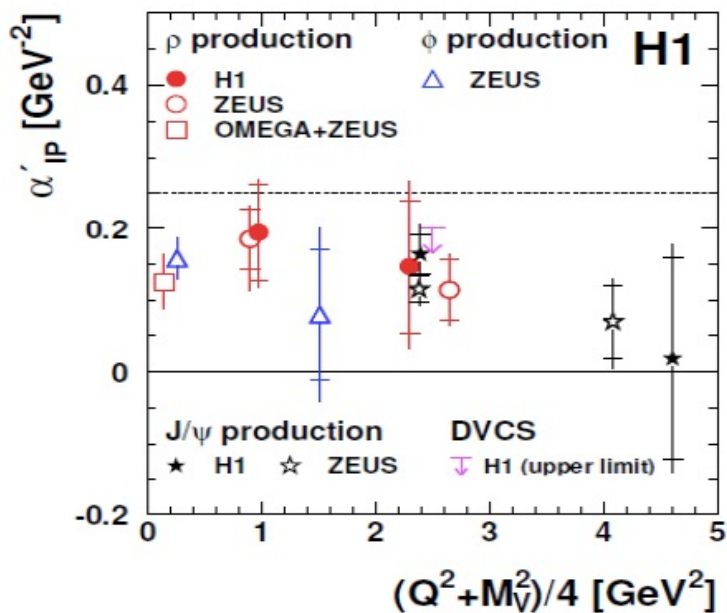 ρ production ϕ production H1
H1 ZEUS
ZEUS
OMEGA+ZEUS
α′IP [GeV-2]
0.4
0.2
0
-0.2
J/ψ production DVCS
H1 ZEUS H1 (upper limit)
0 1 2 3 4 5
(Q2+M2V)/4 [GeV2]